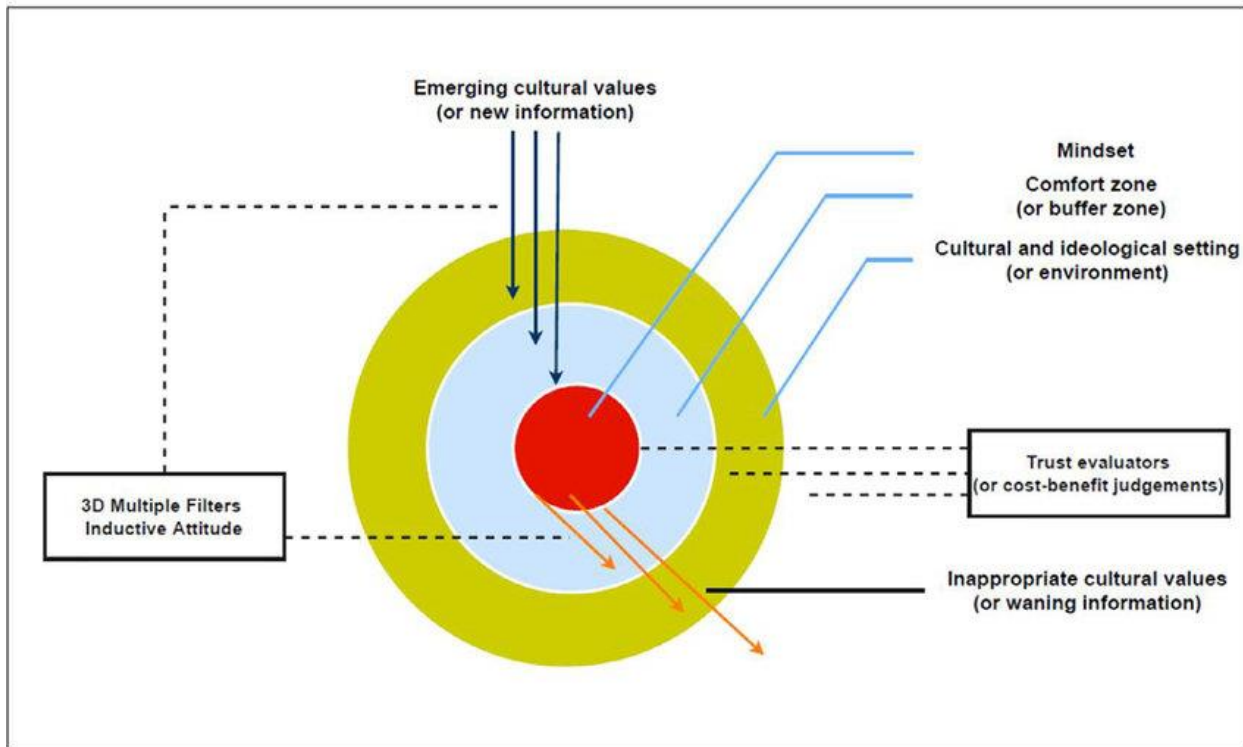 Emerging cultural values
(or new information)
Mindset
Comfort zone
(or buffer zone)
Cultural and ideological setting
(or environment)
3D Multiple Filters
Inductive Attitude
Trust evaluators
(or cost-benefit judgements)
Inappropriate cultural values
(or waning information)